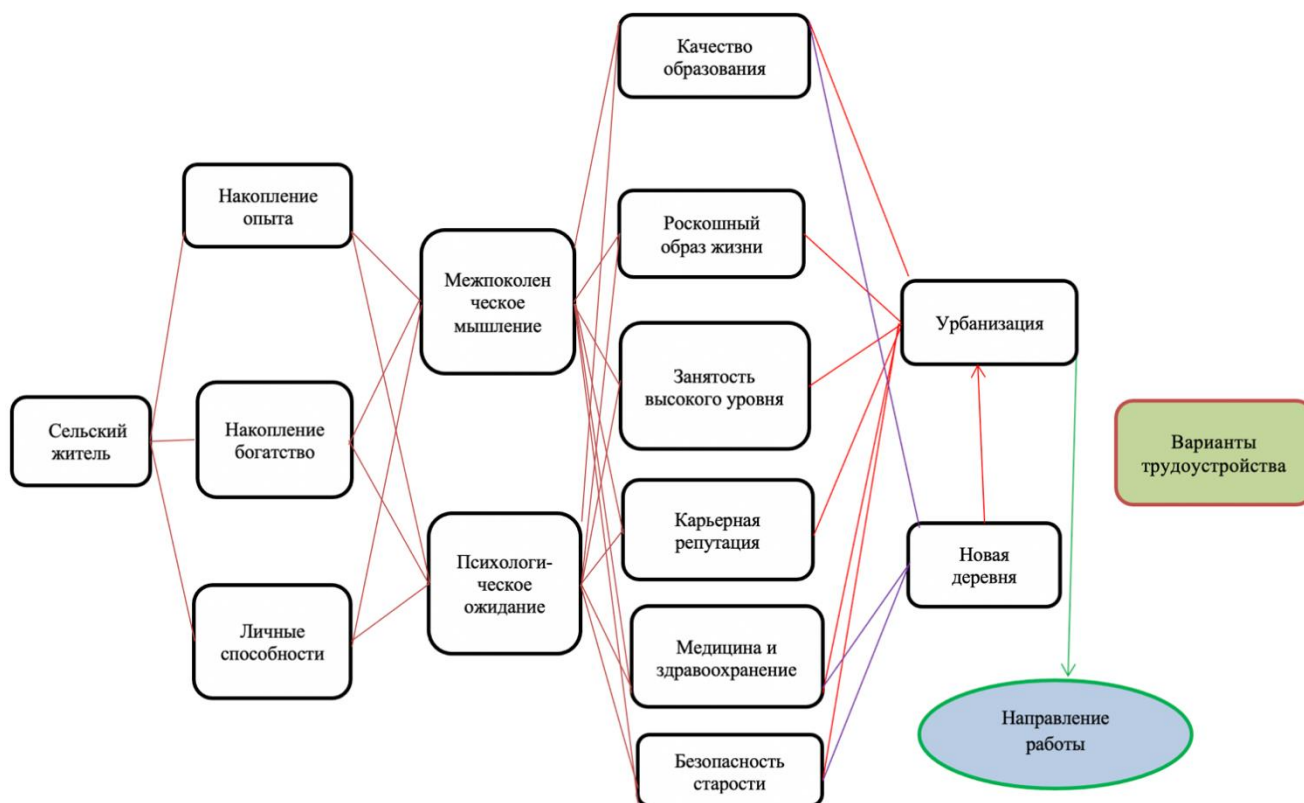 Качество
образования
Накопление
опыта
Роскошный
образ жизни
Межпоколен
ческое
мышление
Урбанизация
Занятость
высокого уровня
Сельский
житель
Накопление
богатство
Варианты
трудоустройства
Карьерная
репутация
Новая
деревня
Психологи-
ческое
ожидание
Личные
способности
Медицина и
здравоохранение
Направление
работы
Безопасность
старости